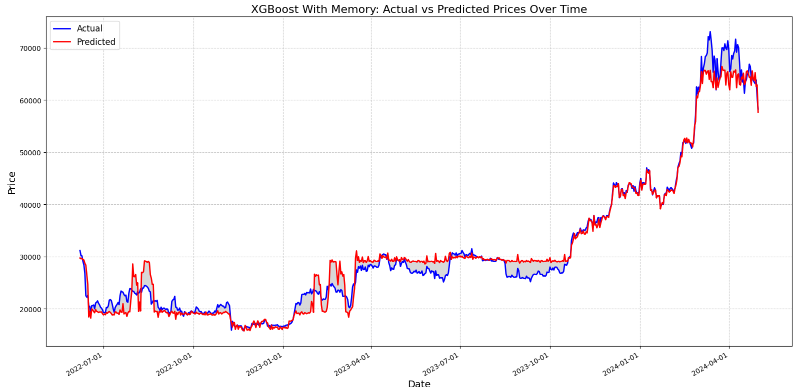 XGBoost With Memory: Actual vs Predicted Prices Over Time
Actual
Predicted
Price
70000
60000
50000
40000
30000
20000
2022-07-01
2022-10-01
2023-01-01
2023-04-01
2023-07-01
2023-10-01
2024-01-01
2024-04-01
Date